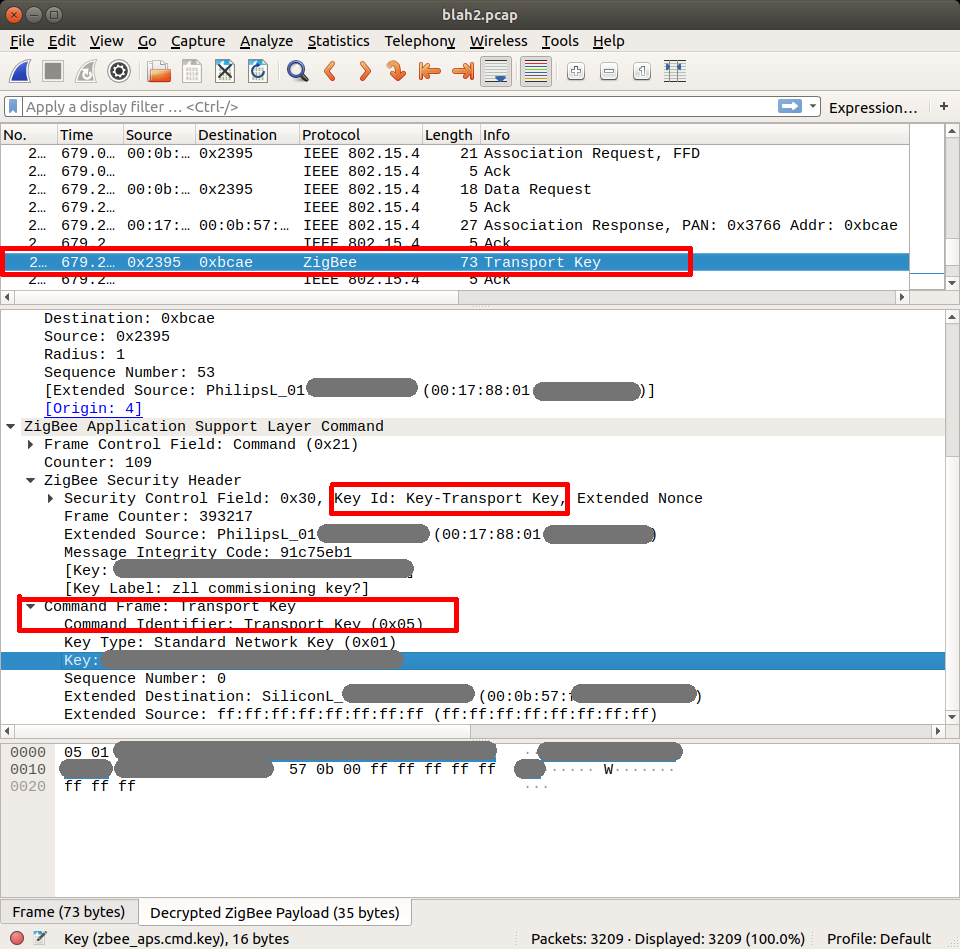 blah2.pcap
File Edit View Go Capture Analyze Statistics Telephony Wireless Tools Help
Apply a display filter … <Ctrl-/> Expression… +
No. Time Source Destination Protocol Length Info
2… 679.0… 00:0b:… 0x2395 IEEE 802.15.4 21 Association Request, FFD
2… 679.0… IEEE 802.15.4 5 Ack
2… 679.2… 00:0b:… 0x2395 IEEE 802.15.4 18 Data Request
2… 679.2… IEEE 802.15.4 5 Ack
2… 679.2… 00:17:… 00:0b:57:… IEEE 802.15.4 27 Association Response, PAN: 0x3766 Addr: 0xbcae
2… 679.2 IEEE 802.15.4 5 Ack
2… 679.2… 0x2395 0xbcae ZigBee 73 Transport Key
2… 679.2… IEEE 802.15.4 5 Ack
Destination: 0xbcae
Source: 0x2395
Radius: 1
Sequence Number: 53
[Extended Source: PhilipsL_01 (00:17:88:01 )]
[Origin: 4]
ZigBee Application Support Layer Command
Frame Control Field: Command (0x21)
Counter: 109
ZigBee Security Header
Security Control Field: 0x30, Key Id: Key-Transport Key, Extended Nonce
Frame Counter: 393217
Extended Source: PhilipsL_01 (00:17:88:01 )
Message Integrity Code: 91c75eb1
[Key: ]
[Key Label: zll commisioning key?]
Command Frame: Transport Key
Command Identifier: Transport Key (0x05)
Key Type: Standard Network Key (0x01)
Key:
Sequence Number: 0
Extended Destination: SiliconL_ (00:0b:57: )
Extended Source: ff:ff:ff:ff:ff:ff:ff:ff (ff:ff:ff:ff:ff:ff:ff:ff)
0000 05 01 ··
0010 57 0b 00 ff ff ff ff ff ····· W·······
0020 ff ff ff ···
Frame (73 bytes) Decrypted ZigBee Payload (35 bytes)
Key (zbee_aps.cmd.key), 16 bytes Packets: 3209 · Displayed: 3209 (100.0%) Profile: Default